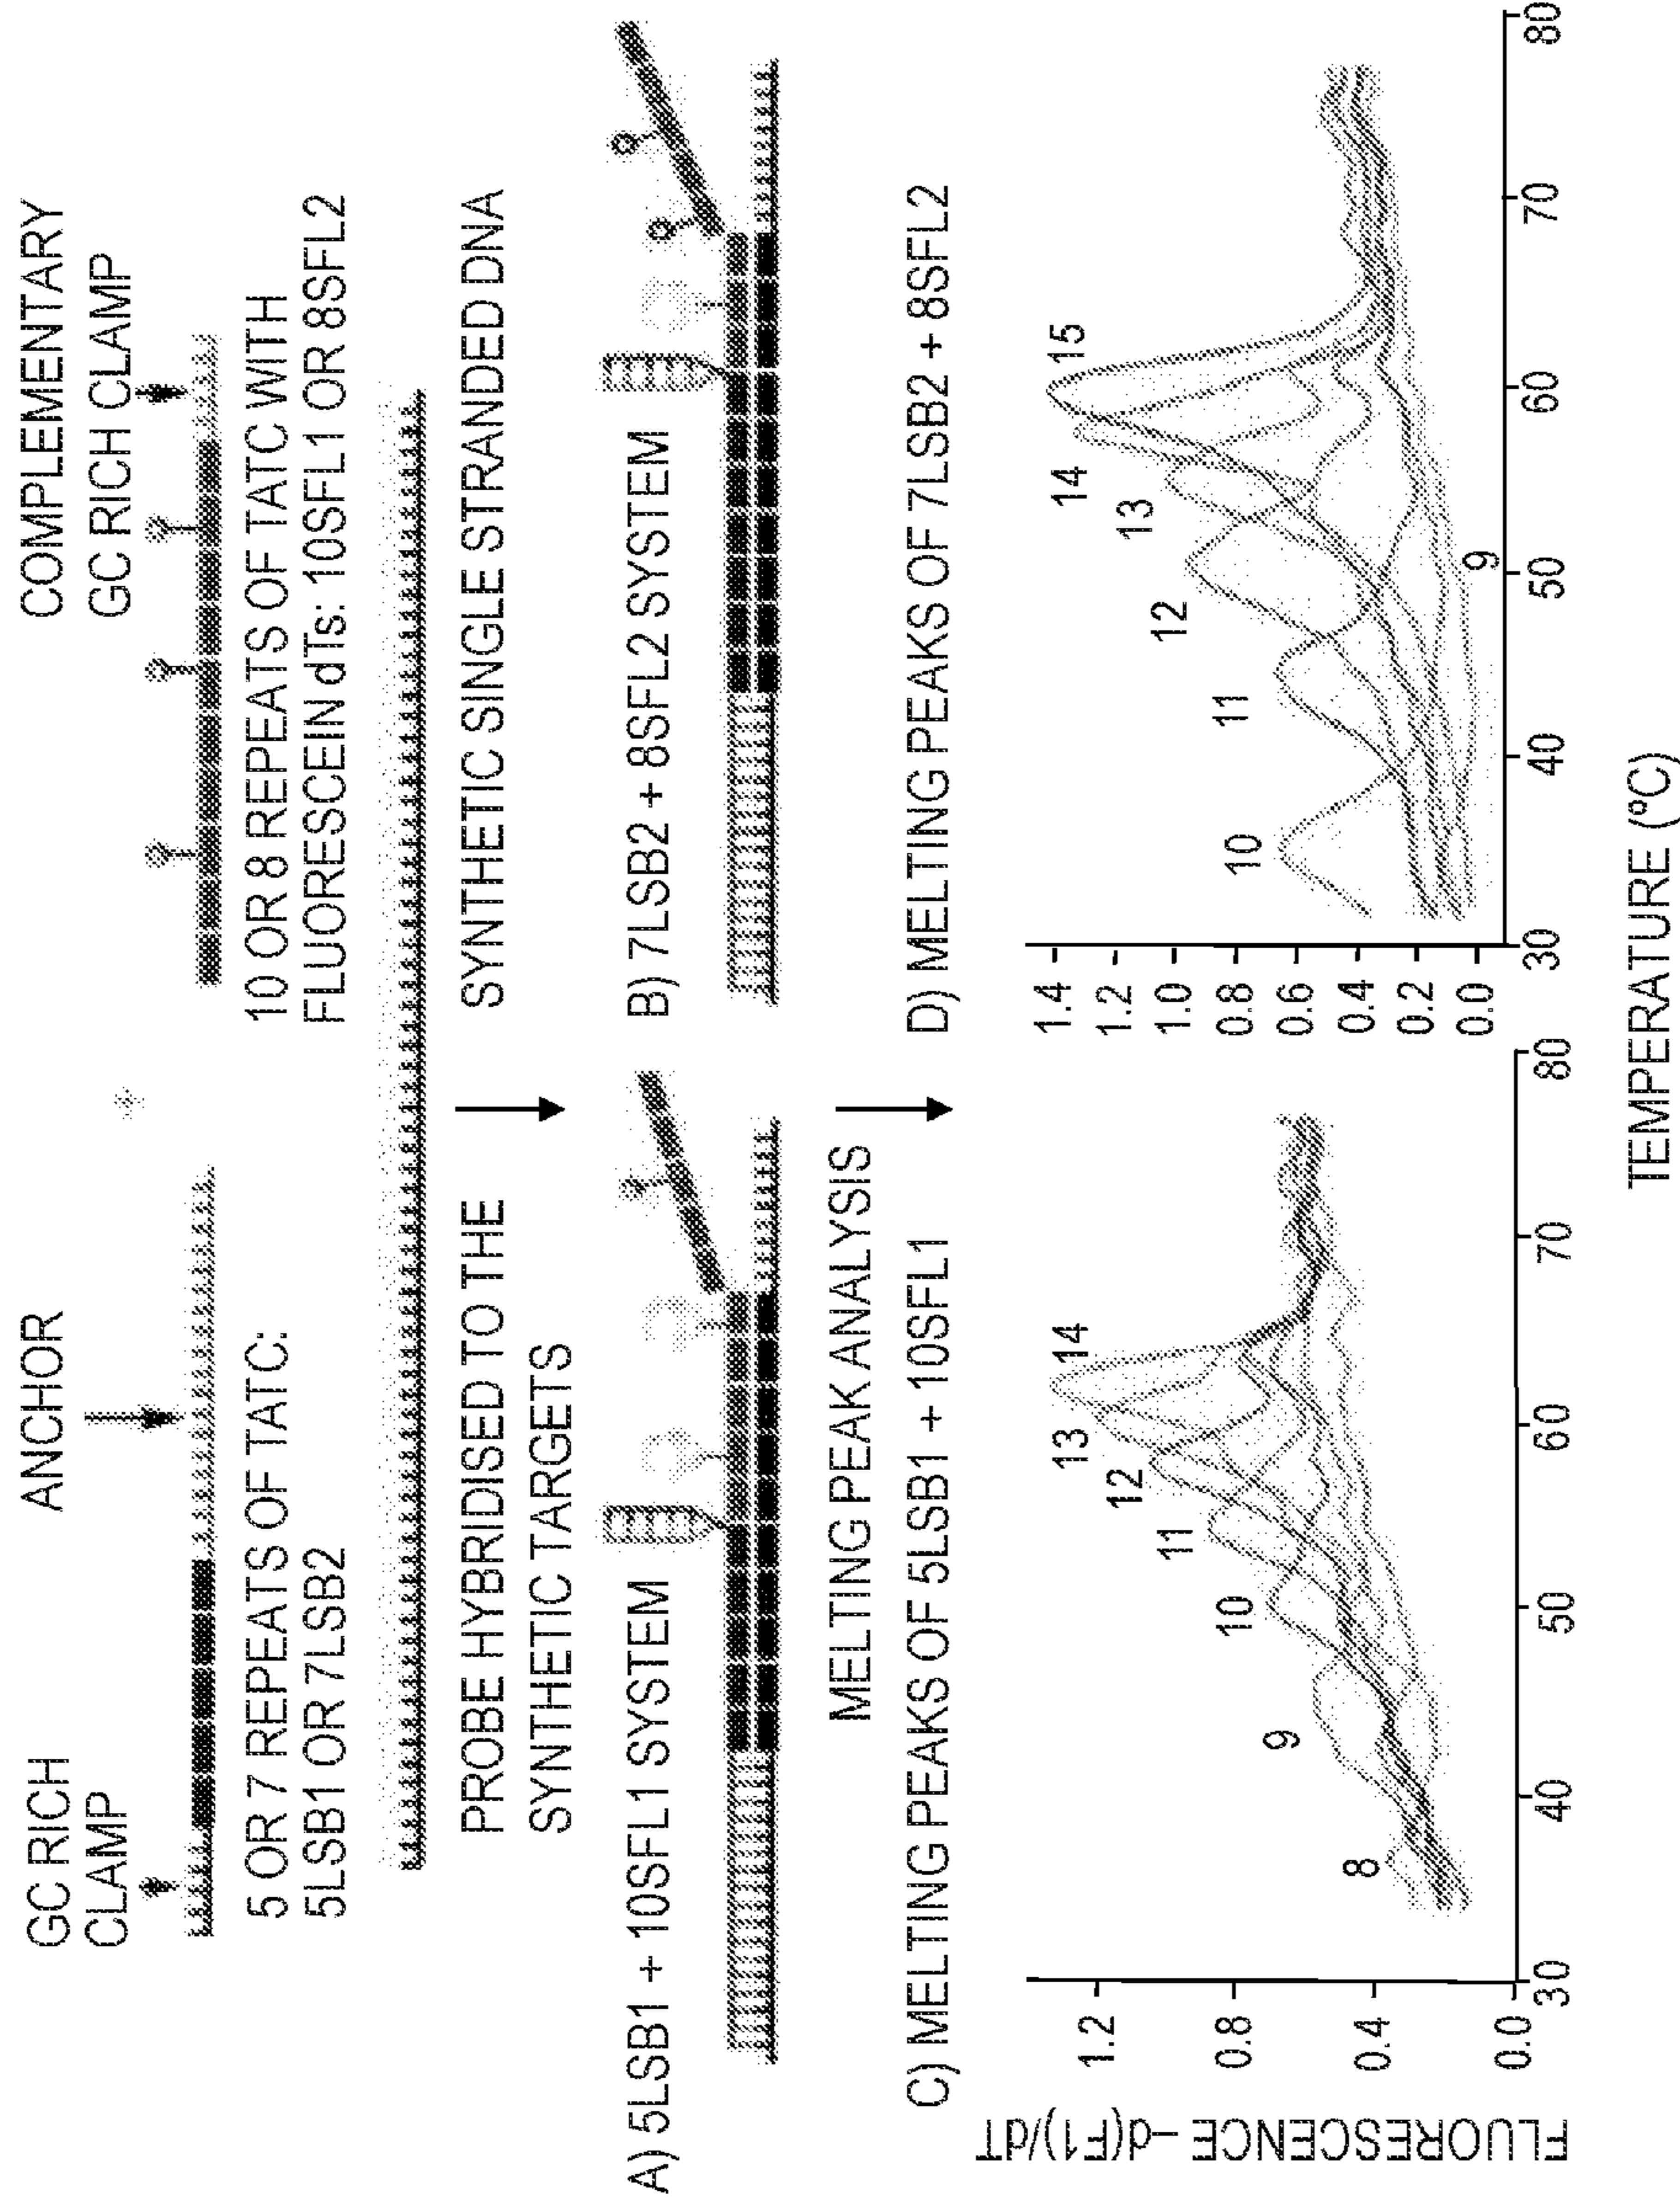 GC RICH
CLAMP
ANCHOR
COMPLEMENTARY
GC RICH CLAMP
5 OR 7 REPEATS OF TATC:
5LSB1 OR 7LSB2
10 OR 8 REPEATS OF TATC WITH
FLUORESCEIN dTs: 10SFL1 OR 8SFL2
PROBE HYBRIDISED TO THE
SYNTHETIC TARGETS
SYNTHETIC SINGLE STRANDED DNA
A) 5LSB1 + 10SFL1 SYSTEM
B) 7LSB2 + 8SFL2 SYSTEM
MELTING PEAK ANALYSIS
C) MELTING PEAKS OF 5LSB1 + 10SFL1
D) MELTING PEAKS OF 7LSB2 + 8SFL2
FLUORESCENCE -d(F1)/dT
1.2
0.8
0.4
0.0
8
9
10
11
12
13
14
30
40
50
60
70
80
1.4
1.2
1.0
0.8
0.6
0.4
0.2
0.0
10
11
12
13
14
15
9
30
40
50
60
70
80
TEMPERATURE (ºC)